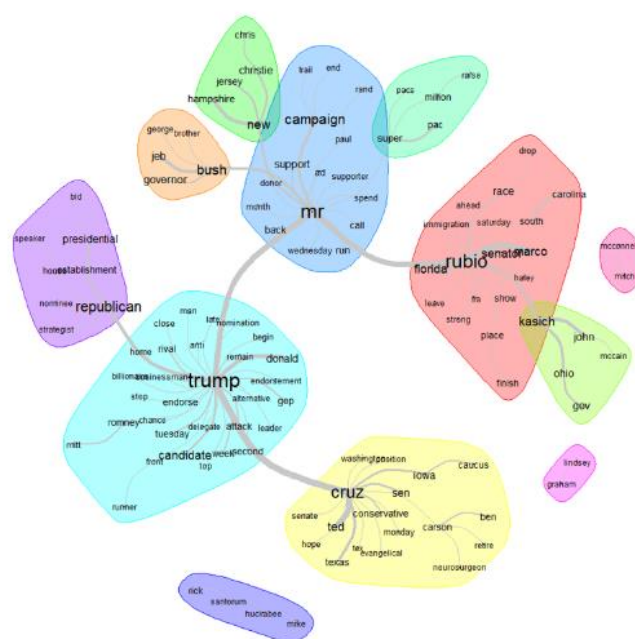 chris
christie
jersey
hampshire
new
trail
end
rand
campaign
paul
support
and
supporter
donor
month
spend
mr
call
back
wednesday
run
raise
pacs
million
super
pac
george
brother
jeb
bush
governor
bid
speaker
presidential
house
establishment
nominee
republican
strategist
drop
race
carolina
ahead
south
immigration
saturday
senator
marco
rubio
florida
haley
leave
fra
show
strong
place
finish
kasich
john
mccain
ohio
gov
mcconnell
mitch
lindsey
graham
man
late
nomination
close
anti
begin
home
rival
remain
donald
trump
billionaire
businessman
endorsement
stop
endorse
alternative
gop
romney
chance
delegate
attack
leader
mitt
tuesday
candidate
week
second
front
top
runner
washington
position
caucus
iowa
cruz
sen
senate
conservative
ted
carson
ben
hope
tex
monday
retire
texas
evangelical
neurosurgeon
rick
santorum
huckabee
mike